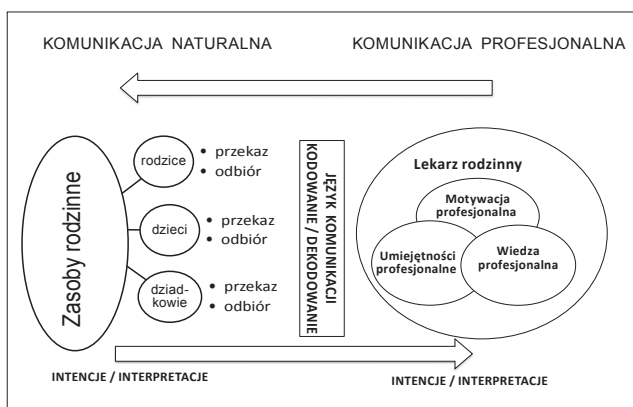 KOMUNIKACJA NATURALNA
KOMUNIKACJA PROFESJONALNA
Zasoby rodzinne
rodzice
• przekaz
• odbiór
dzieci
• przekaz
• odbiór
dziad-
kowie
• przekaz
• odbiór
JĘZYK KOMUNIKACJI
KODOWANIE / DEKODOWANIE
Lekarz rodzinny
Motywacja
profesjonalna
Umiejętności
profesjonalne
Wiedza
profesjonalna
INTENCJE / INTERPRETACJE
INTENCJE / INTERPRETACJE